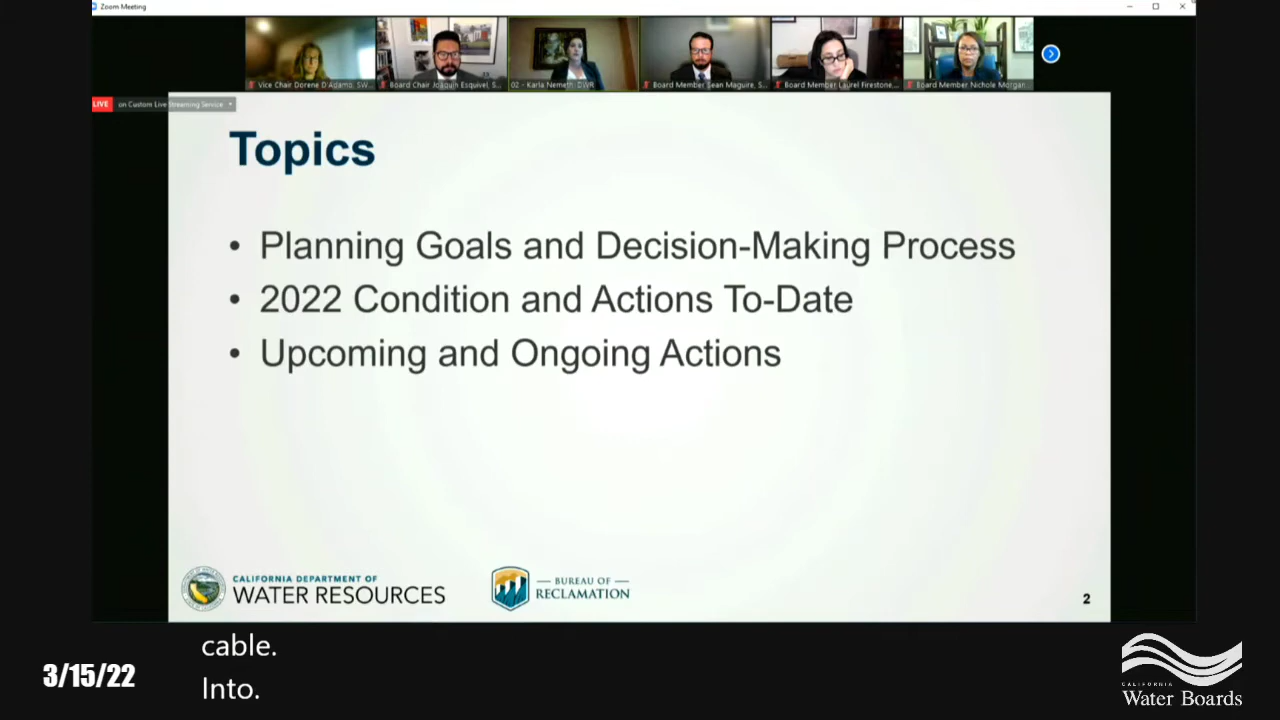 Zoom Meeting
Vice Chair Dorene D'Adamo, SW...
Board Chair Joaquin Esquivel, S...
02 - Karla Nemeth, DWR
Board Member Sean Maguire, S...
Board Member Laurel Firestone...
Board Member Nichole Morgan
LIVE on Custom Live Streaming Service
Topics
• Planning Goals and Decision-Making Process
• 2022 Condition and Actions To-Date
• Upcoming and Ongoing Actions
CALIFORNIA DEPARTMENT OF
WATER RESOURCES
BUREAU OF
RECLAMATION
2
cable.
Into.
3/15/22
CALIFORNIA
Water Boards